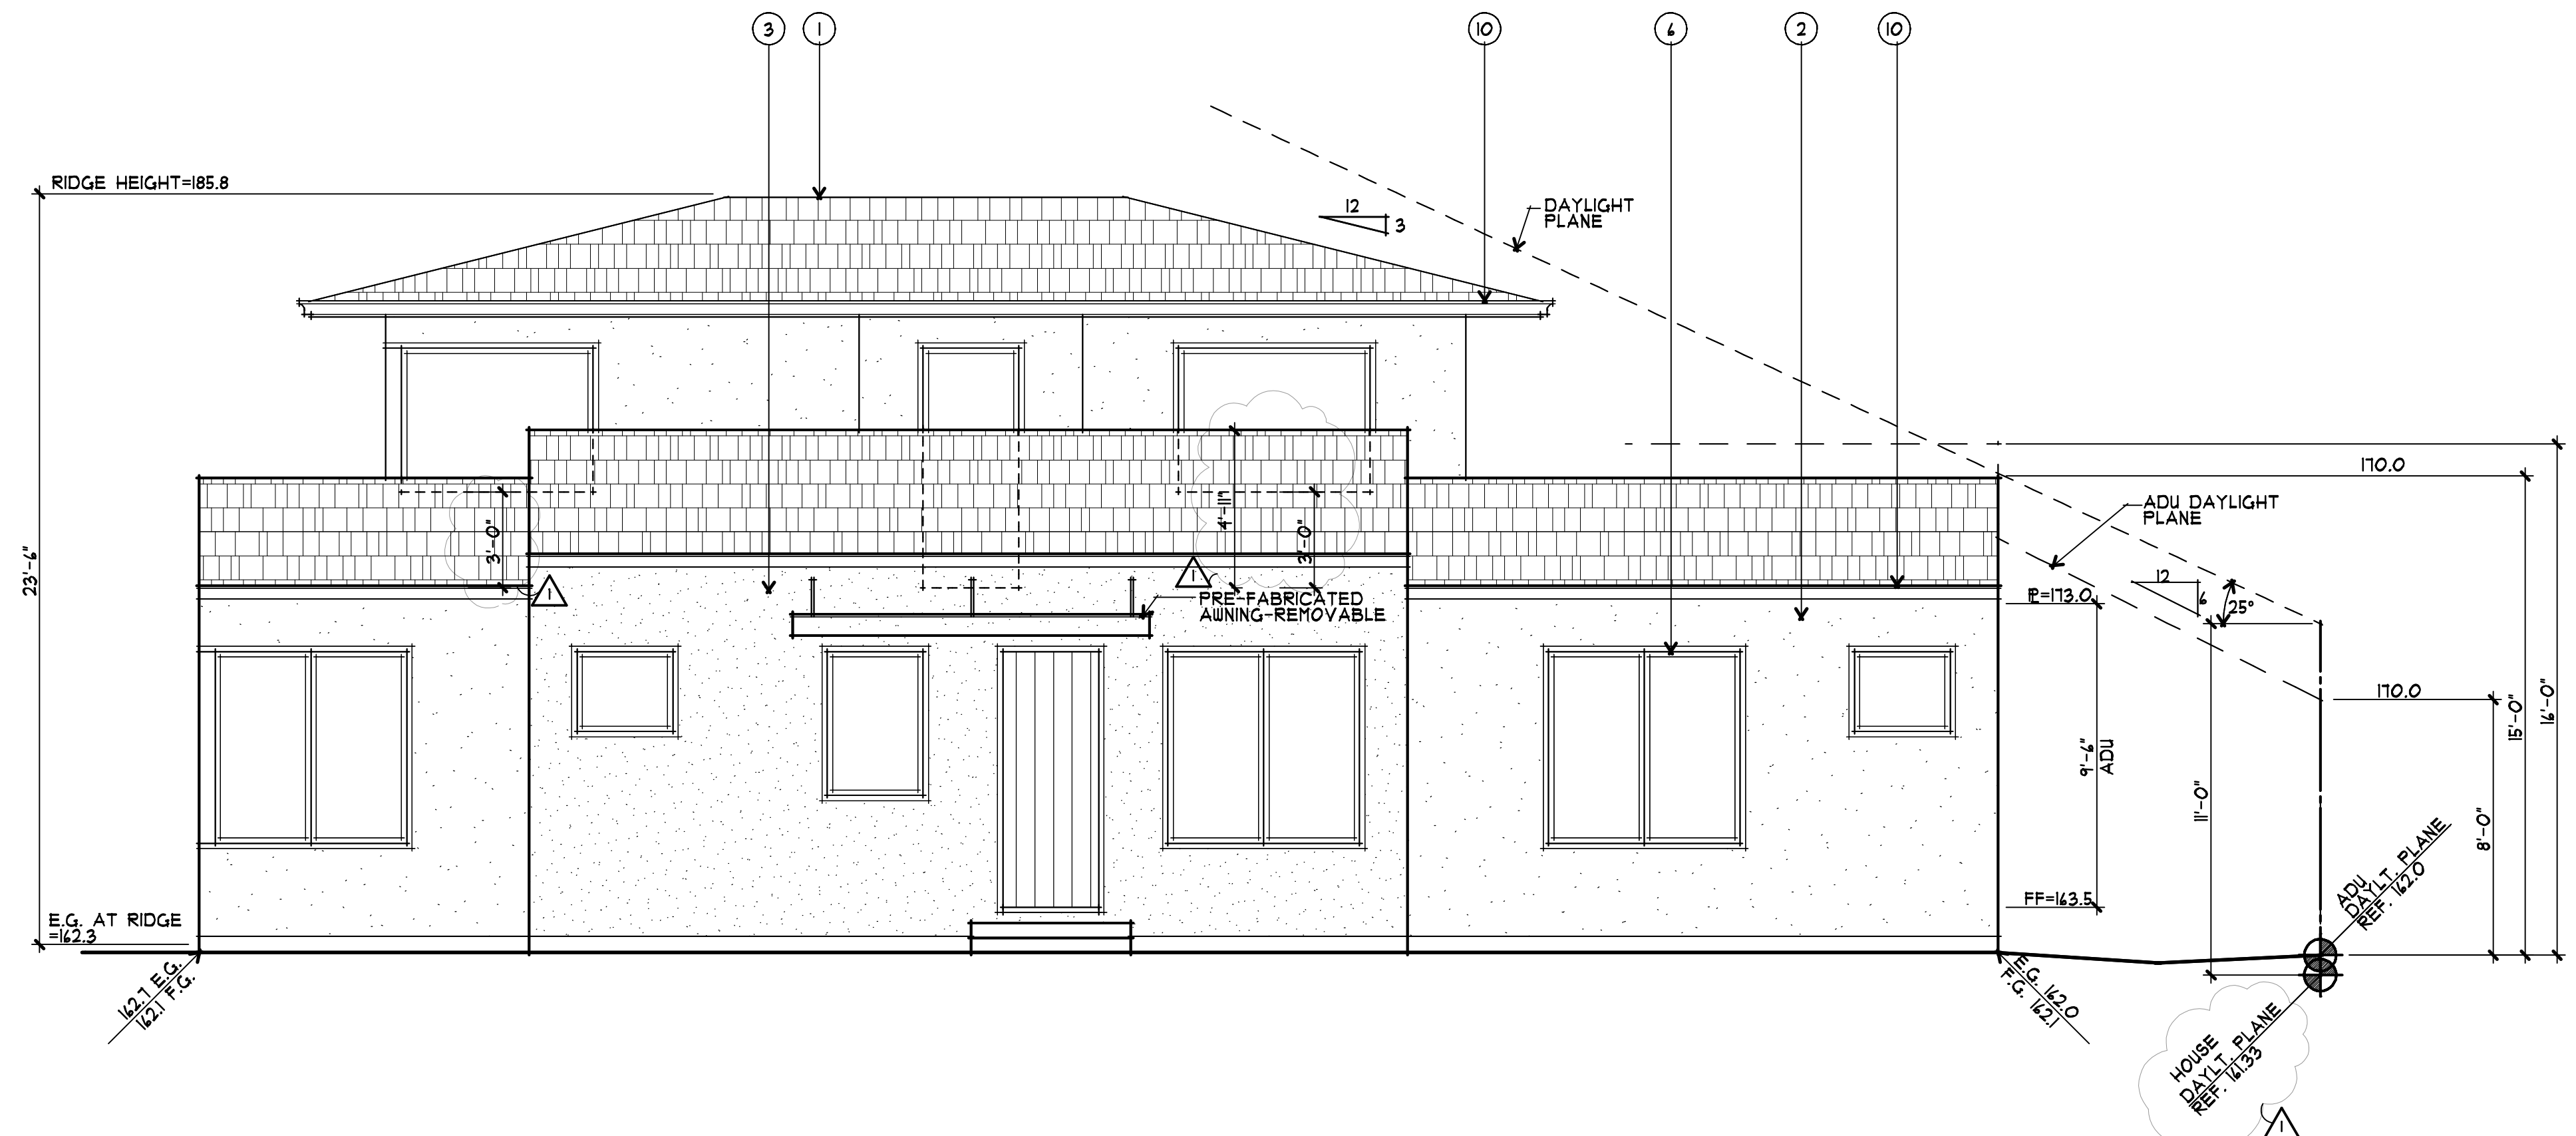 3 1 10 6 2 10
RIDGE HEIGHT=185.8
DAYLIGHT
PLANE
12
3
23'-6"
170.0
ADU DAYLIGHT
PLANE
3'-0"
4'-11"
3'-0"
1
1
PRE-FABRICATED
AWNING-REMOVABLE
PL=173.0
12
6
25°
170.0
9'-6"
ADU
11'-0"
8'-0"
15'-0"
16'-0"
FF=163.5
E.G. AT RIDGE
=162.3
162.7 E.G.
162.1 F.G.
E.G. 162.0
F.G. 162.1
ADU
DAYLT. PLANE
REF. 162.0
HOUSE
DAYLT. PLANE
REF. 161.33
1